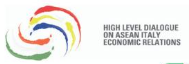 HIGH LEVEL DIALOGUE
ON ASEAN ITALY
ECONOMIC RELATIONS